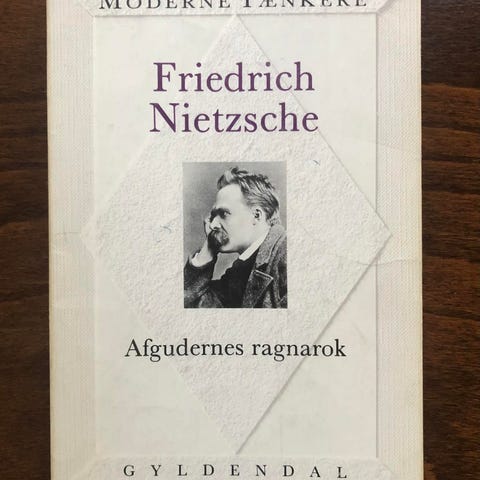 MODERNE TÆNKERE
Friedrich
Nietzsche
Afgudernes ragnarok
GYLDENDAL